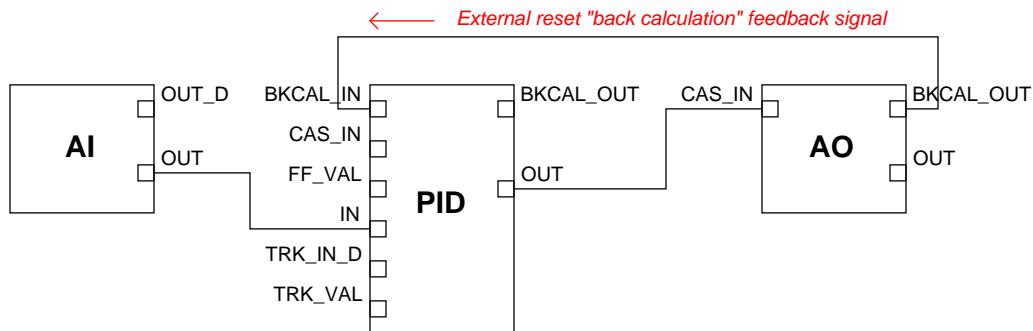 External reset "back calculation" feedback signal
AI
OUT_D
OUT
BKCAL_IN
CAS_IN
FF_VAL
IN
TRK_IN_D
TRK_VAL
PID
BKCAL_OUT
OUT
CAS_IN
AO
BKCAL_OUT
OUT